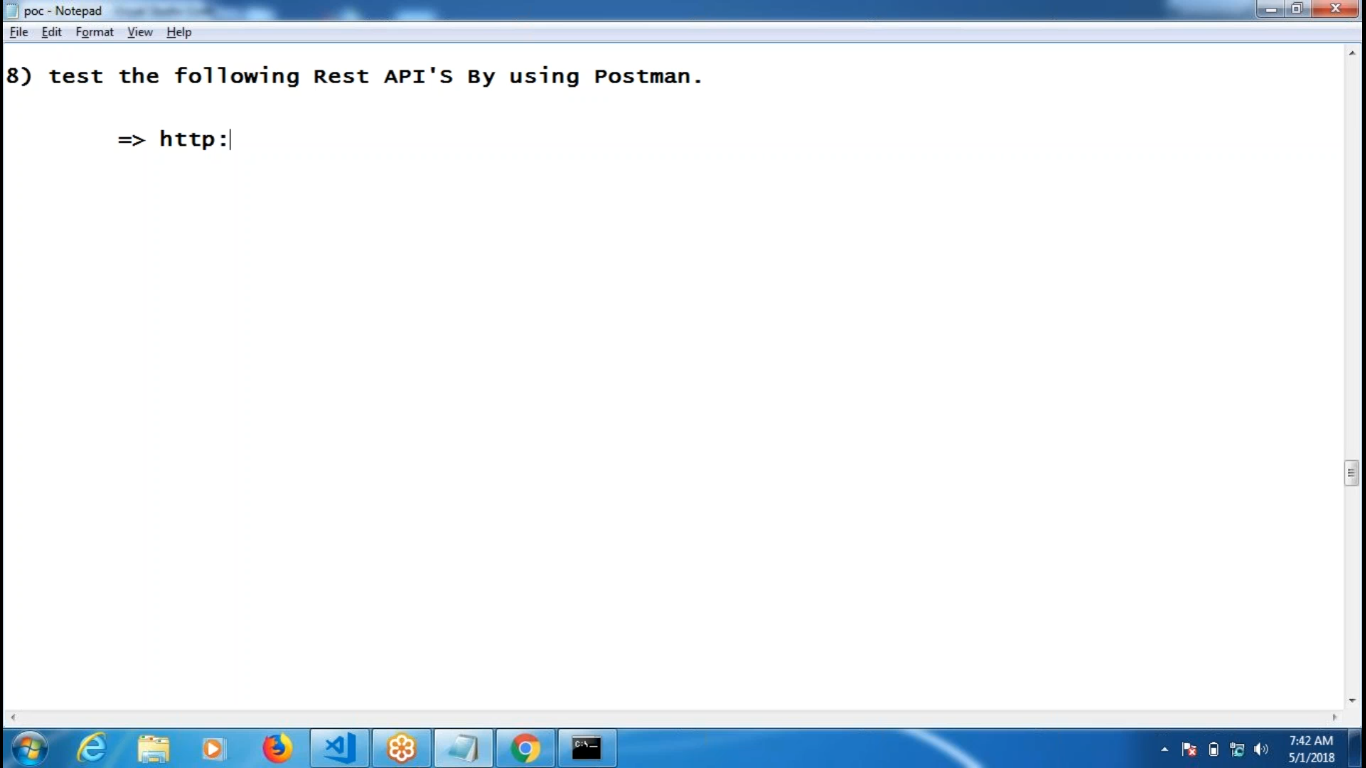 poc - Notepad
File Edit Format View Help
8) test the following Rest API'S By using Postman.
=> http:
7:42 AM
5/1/2018